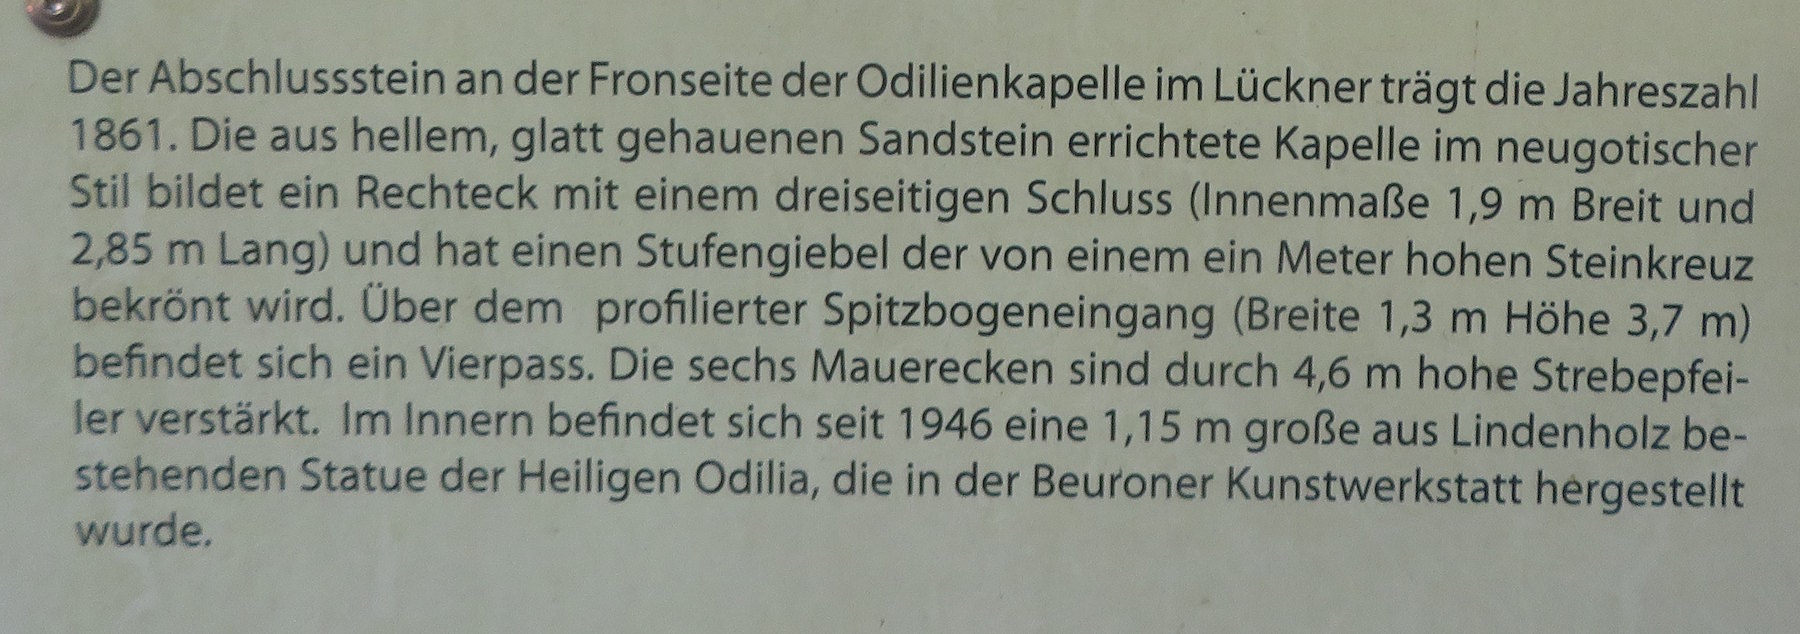 Der Abschlussstein an der Fronseite der Odilienkapelle im Lückner trägt die Jahreszahl
1861. Die aus hellem, glatt gehauenen Sandstein errichtete Kapelle im neugotischer
Stil bildet ein Rechteck mit einem dreiseitigen Schluss (Innenmaße 1,9 m Breit und
2,85 m Lang) und hat einen Stufengiebel der von einem ein Meter hohen Steinkreuz
bekrönt wird. Über dem  profilierter Spitzbogeneingang (Breite 1,3 m Höhe 3,7 m)
befindet sich ein Vierpass. Die sechs Mauerecken sind durch 4,6 m hohe Strebepfei-
ler verstärkt.  Im Innern befindet sich seit 1946 eine 1,15 m große aus Lindenholz be-
stehenden Statue der Heiligen Odilia, die in der Beuroner Kunstwerkstatt hergestellt
wurde.